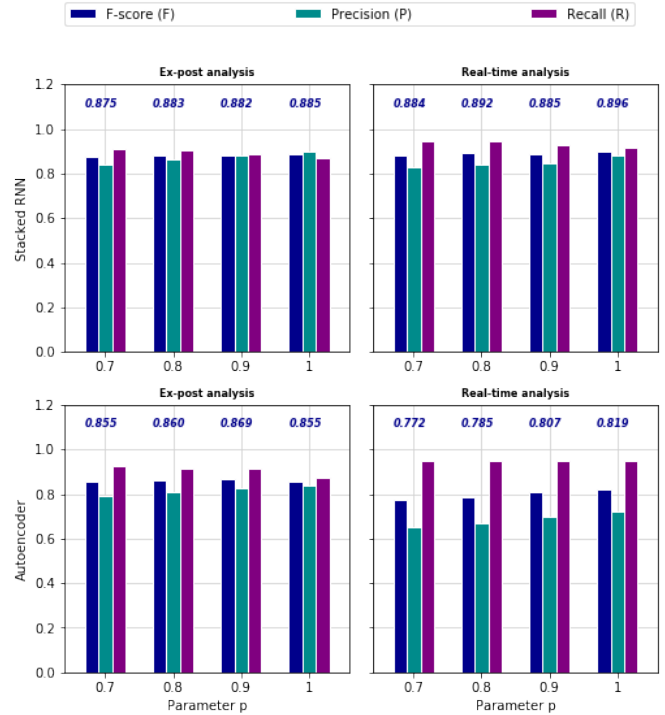 F-score (F) Precision (P) Recall (R)
Ex-post analysis Real-time analysis
1.2
0.875 0.883 0.882 0.885 0.884 0.892 0.885 0.896
1.0
0.8
Stacked RNN
0.6
0.4
0.2
0.0
0.7 0.8 0.9 1 0.7 0.8 0.9 1
Ex-post analysis Real-time analysis
1.2
0.855 0.860 0.869 0.855 0.772 0.785 0.807 0.819
1.0
0.8
Autoencoder
0.6
0.4
0.2
0.0
0.7 0.8 0.9 1 0.7 0.8 0.9 1
Parameter p Parameter p